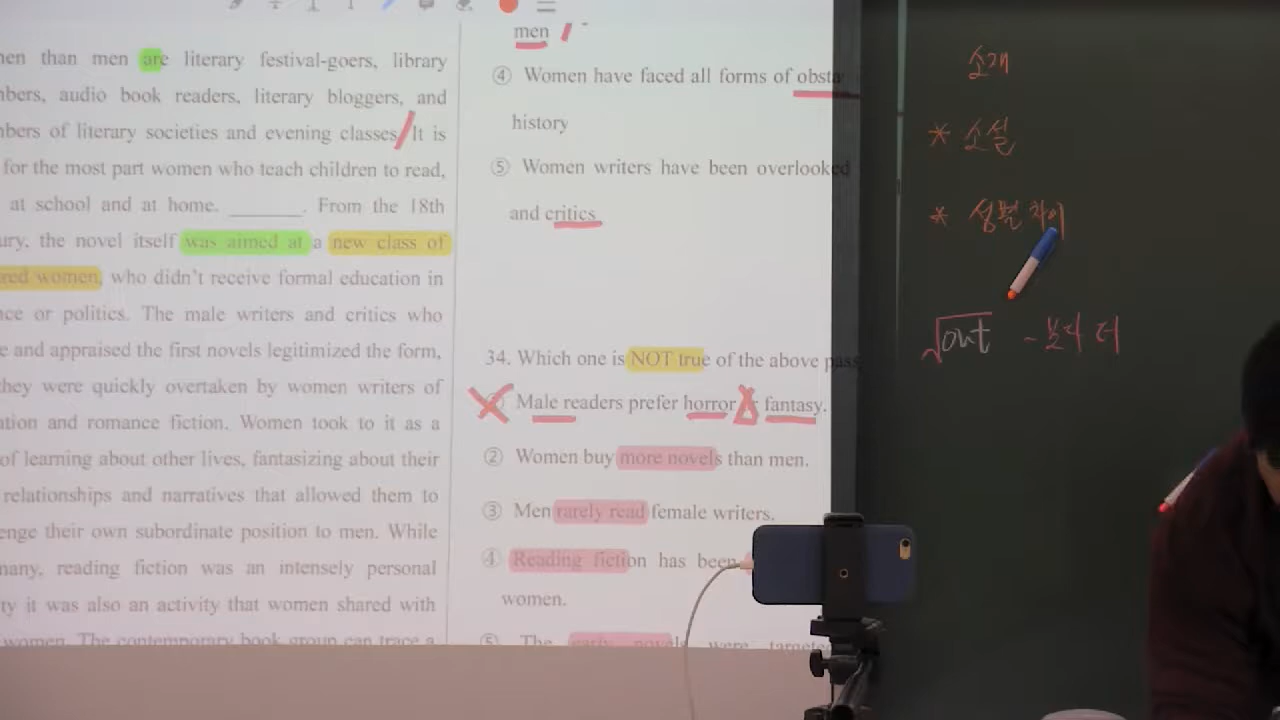 men than men are literary festival-goers, library
mbers, audio book readers, literary bloggers, and
mbers of literary societies and evening classes. It is
for the most part women who teach children to read,
at school and at home. ________. From the 18th
ury, the novel itself was aimed at a new class of
red women, who didn't receive formal education in
nce or politics. The male writers and critics who
e and appraised the first novels legitimized the form,
they were quickly overtaken by women writers of
ation and romance fiction. Women took to it as a
of learning about other lives, fantasizing about their
relationships and narratives that allowed them to
enge their own subordinate position to men. While
many, reading fiction was an intensely personal
ty it was also an activity that women shared with
women. The contemporary book group can trace a
men
④ Women have faced all forms of obsta
history
⑤ Women writers have been overlooked
and critics
34. Which one is NOT true of the above pass
Male readers prefer horror fantasy.
② Women buy more novels than men.
③ Men rarely read female writers.
④ Reading fiction has been
women.
⑤ The early novels were targeted
소개
* 소설
* 성별 차이
out ~보다 더